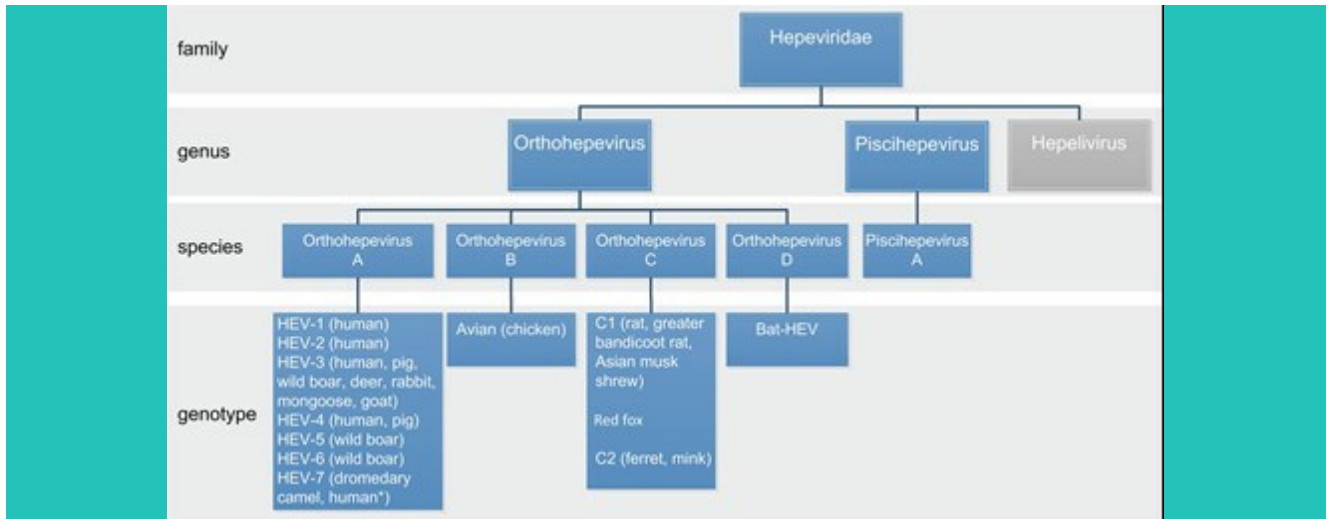 family
Hepeviridae
genus
Orthohepevirus
Piscihepevirus
Hepelivirus
species
Orthohepevirus
A
Orthohepevirus
B
Orthohepevirus
C
Orthohepevirus
D
Piscihepevirus
A
genotype
HEV-1 (human)
HEV-2 (human)
HEV-3 (human, pig,
wild boar, deer, rabbit,
mongoose, goat)
HEV-4 (human, pig)
HEV-5 (wild boar)
HEV-6 (wild boar)
HEV-7 (dromedary
camel, human*)
Avian (chicken)
C1 (rat, greater
bandicoot rat,
Asian musk
shrew)
Red fox
C2 (ferret, mink)
Bat-HEV